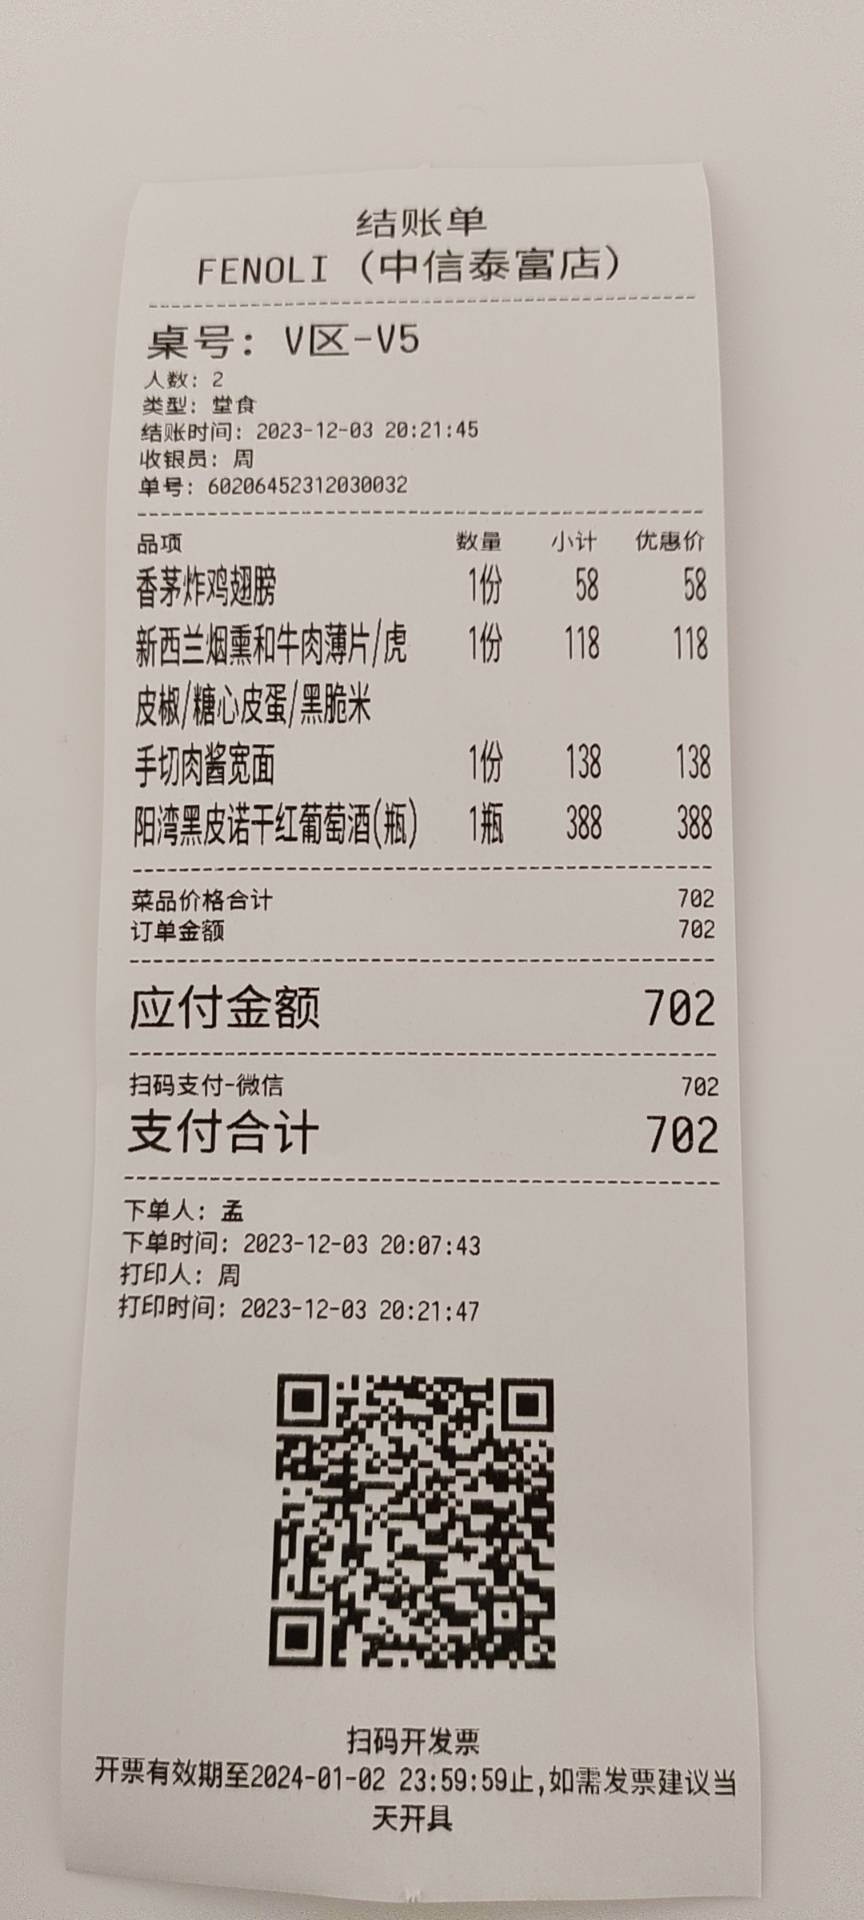 结账单
FENOLI (中信泰富店)
桌号: V区-V5
人数: 2
类型: 堂食
结账时间: 2023-12-03 20:21:45
收银员: 周
单号: 602064523​12030032
品项 数量 小计 优惠价
香茅炸鸡翅膀 1份 58 58
新西兰烟熏和牛肉薄片/虎 1份 118 118
皮椒/糖心皮蛋/黑脆米
手切肉酱宽面 1份 138 138
阳湾黑皮诺干红葡萄酒(瓶) 1瓶 388 388
菜品价格合计 702
订单金额 702
应付金额 702
扫码支付-微信 702
支付合计 702
下单人: 孟
下单时间: 2023-12-03 20:07:43
打印人: 周
打印时间: 2023-12-03 20:21:47
扫码开发票
开票有效期至2024-01-02 23:59:59止,如需发票建议当
天开具